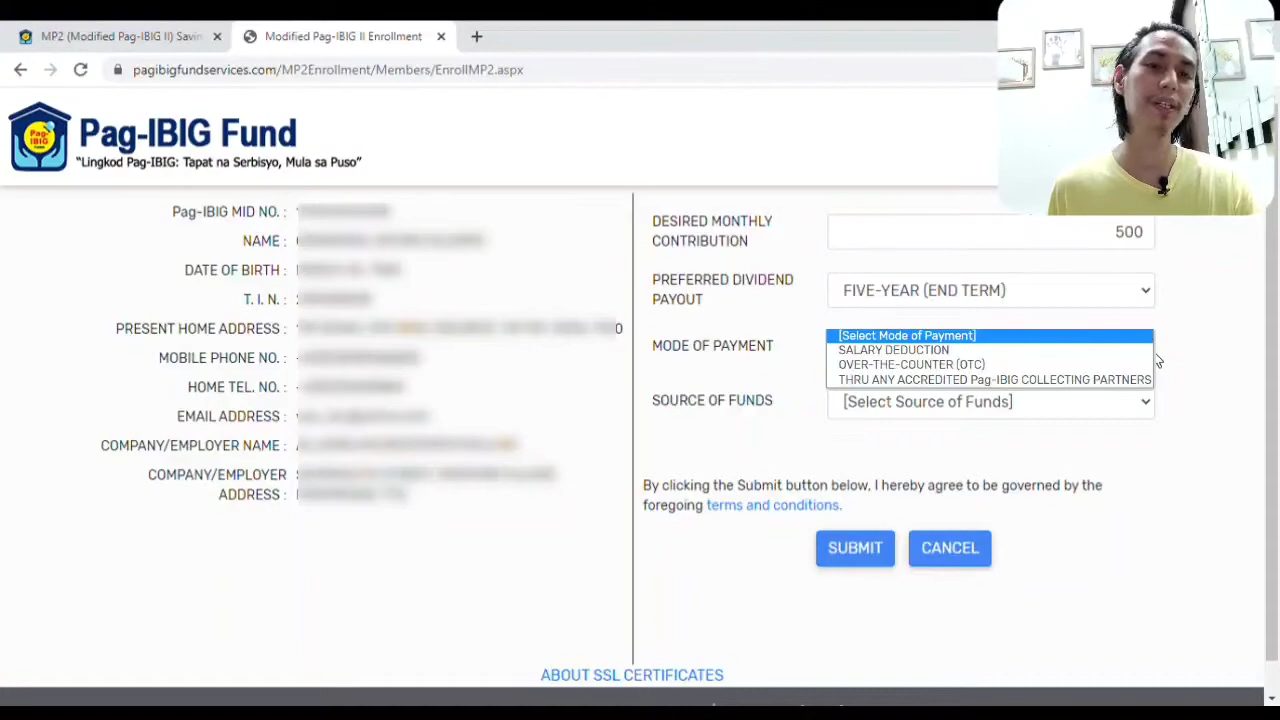 MP2 (Modified Pag-IBIG II) Savin
Modified Pag-IBIG II Enrollment
pagibigfundservices.com/MP2Enrollment/Members/EnrollMP2.aspx
Pag-IBIG
FUND
Pag-IBIG Fund
"Lingkod Pag-IBIG: Tapat na Serbisyo, Mula sa Puso"
Pag-IBIG MID NO. :
NAME :
DATE OF BIRTH :
T. I. N. :
PRESENT HOME ADDRESS :
MOBILE PHONE NO. :
HOME TEL. NO. :
EMAIL ADDRESS :
COMPANY/EMPLOYER NAME :
COMPANY/EMPLOYER ADDRESS :
DESIRED MONTHLY CONTRIBUTION
500
PREFERRED DIVIDEND PAYOUT
FIVE-YEAR (END TERM)
MODE OF PAYMENT
[Select Mode of Payment]
SALARY DEDUCTION
OVER-THE-COUNTER (OTC)
THRU ANY ACCREDITED Pag-IBIG COLLECTING PARTNERS
SOURCE OF FUNDS
[Select Source of Funds]
By clicking the Submit button below, I hereby agree to be governed by the
foregoing terms and conditions.
SUBMIT
CANCEL
ABOUT SSL CERTIFICATES